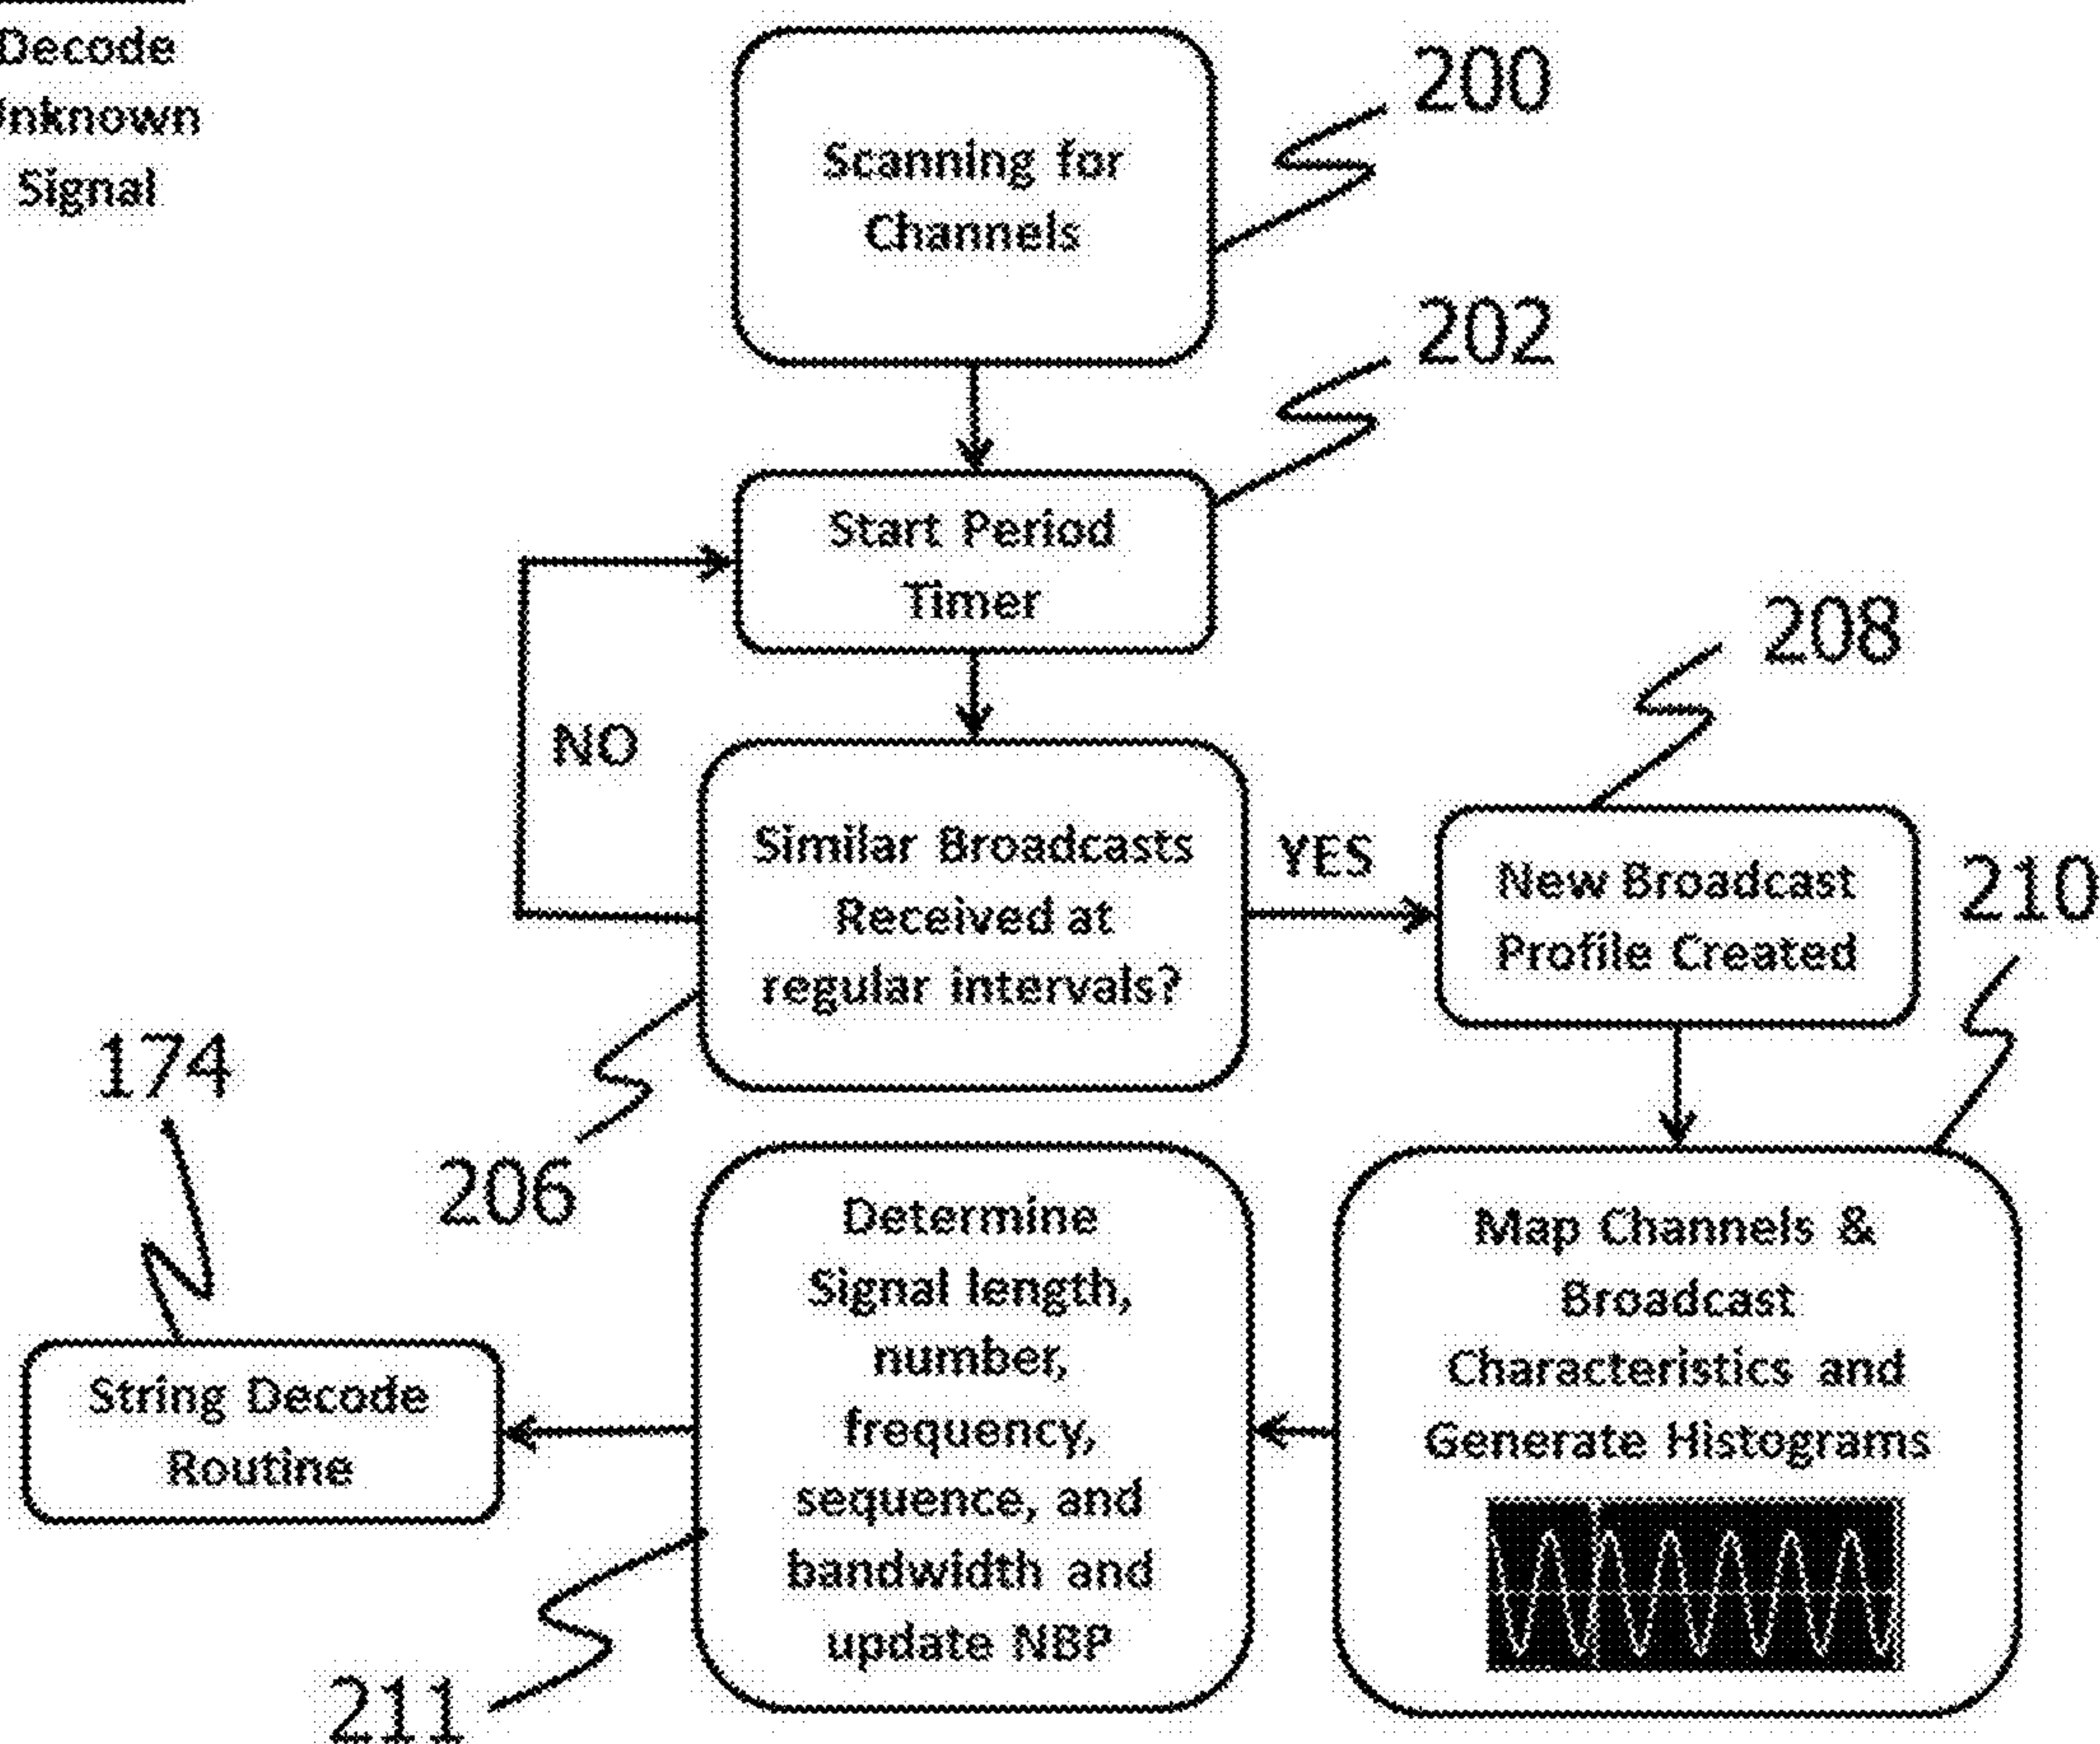 Decode
Unknown
Signal
200
Scanning for
Channels
202
Start Period
Timer
208
NO
Similar Broadcasts
Received at
regular intervals?
YES
New Broadcast
Profile Created
210
174
206
Determine
Signal length,
number,
frequency,
sequence, and
bandwidth and
update NBP
Map Channels &
Broadcast
Characteristics and
Generate Histograms
String Decode
Routine
211